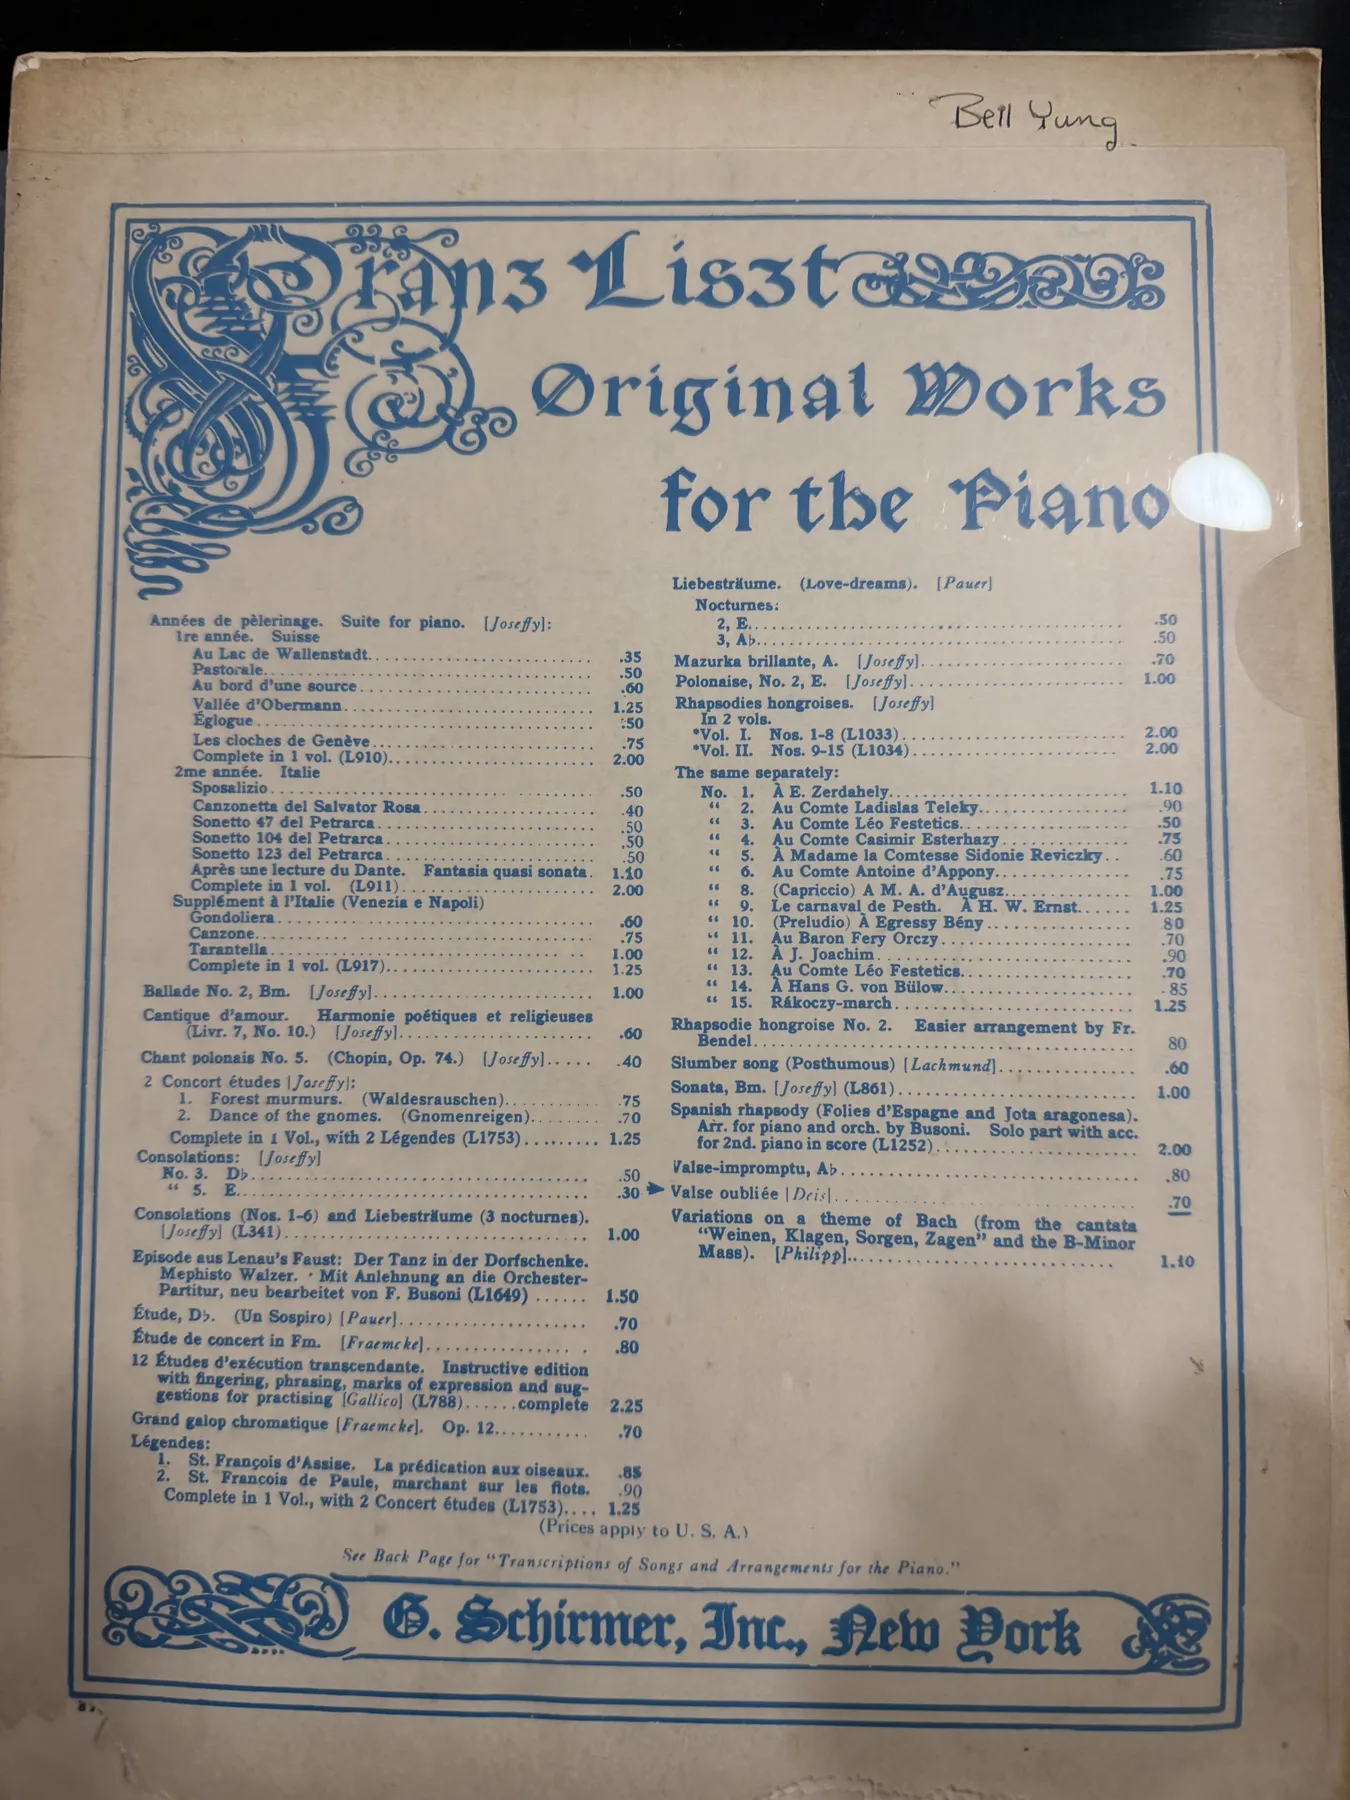 Bell Yung
Franz Liszt
Original Works
for the Piano
Années de pèlerinage. Suite for piano. [Joseffy]:
1re année. Suisse
Au Lac de Wallenstadt. .35
Pastorale .50
Au bord d'une source .60
Vallée d'Obermann 1.25
Églogue .50
Les cloches de Genève .75
Complete in 1 vol. (L910). 2.00
2me année. Italie
Sposalizio .50
Canzonetta del Salvator Rosa .40
Sonetto 47 del Petrarca .50
Sonetto 104 del Petrarca .50
Sonetto 123 del Petrarca .50
Après une lecture du Dante. Fantasia quasi sonata. 1.10
Complete in 1 vol. (L911) 2.00
Supplément à l'Italie (Venezia e Napoli)
Gondoliera .60
Canzone .75
Tarantella 1.00
Complete in 1 vol. (L917) 1.25
Ballade No. 2, Bm. [Joseffy] 1.00
Cantique d'amour. Harmonie poétiques et religieuses
(Livr. 7, No. 10.) [Joseffy] .60
Chant polonais No. 5. (Chopin, Op. 74.) [Joseffy] .40
2 Concort études [Joseffy]:
1. Forest murmurs. (Waldesrauschen) .75
2. Dance of the gnomes. (Gnomenreigen) .70
Complete in 1 Vol., with 2 Légendes (L1753) 1.25
Consolations: [Joseffy]
No. 3. D♭ .50
" 5. E .30
Consolations (Nos. 1-6) and Liebesträume (3 nocturnes).
[Joseffy] (L341) 1.00
Episode aus Lenau's Faust: Der Tanz in der Dorfschenke.
Mephisto Walzer. Mit Anlehnung an die Orchester-
Partitur, neu bearbeitet von F. Busoni (L1649) 1.50
Étude, D♭. (Un Sospiro) [Pauer] .70
Étude de concert in Fm. [Fraemcke] .80
12 Études d'exécution transcendante. Instructive edition
with fingering, phrasing, marks of expression and sug-
gestions for practising [Gallico] (L788) complete 2.25
Grand galop chromatique [Fraemcke]. Op. 12 .70
Légendes:
1. St. François d'Assise. La prédication aux oiseaux. .85
2. St. Francois de Paule, marchant sur les flots. .90
Complete in 1 Vol., with 2 Concert études (L1753) 1.25
Liebesträume. (Love-dreams). [Pauer]
Nocturnes:
2, E .50
3, A♭ .50
Mazurka brillante, A. [Joseffy] .70
Polonaise, No. 2, E. [Joseffy] 1.00
Rhapsodies hongroises. [Joseffy]
In 2 vols.
*Vol. I. Nos. 1-8 (L1033) 2.00
*Vol. II. Nos. 9-15 (L1034) 2.00
The same separately:
No. 1. À E. Zerdahely 1.10
" 2. Au Comte Ladislas Teleky .90
" 3. Au Comte Léo Festetics .50
" 4. Au Comte Casimir Esterhazy .75
" 5. À Madame la Comtesse Sidonie Reviczky .60
" 6. Au Comte Antoine d'Appony .75
" 8. (Capriccio) A M. A. d'Augusz 1.00
" 9. Le carnaval de Pesth. À H. W. Ernst 1.25
" 10. (Preludio) À Egressy Bény 80
" 11. Au Baron Fery Orczy .70
" 12. À J. Joachim .90
" 13. Au Comte Léo Festetics .70
" 14. À Hans G. von Bülow .85
" 15. Rákoczy-march 1.25
Rhapsodie hongroise No. 2. Easier arrangement by Fr.
Bendel 80
Slumber song (Posthumous) [Lachmund] .60
Sonata, Bm. [Joseffy] (L861) 1.00
Spanish rhapsody (Folies d'Espagne and Jota aragonesa).
Arr. for piano and orch. by Busoni. Solo part with acc.
for 2nd. piano in score (L1252) 2.00
Valse-impromptu, A♭ .80
Valse oubliée [Deis] .70
Variations on a theme of Bach (from the cantata
"Weinen, Klagen, Sorgen, Zagen" and the B-Minor
Mass). [Philipp] 1.10
(Prices apply to U. S. A.)
See Back Page for "Transcriptions of Songs and Arrangements for the Piano."
G. Schirmer, Inc., New York